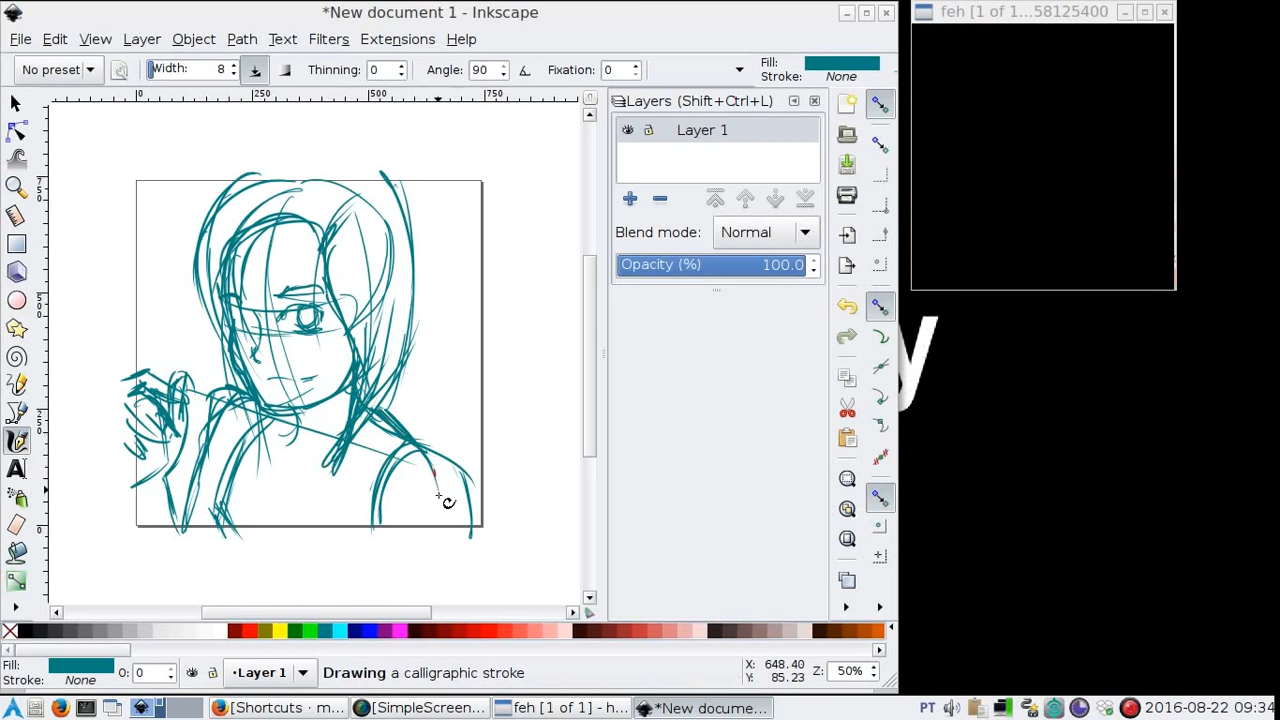 *New document 1 - Inkscape
feh [1 of 1...58125400
File Edit View Layer Object Path Text Filters Extensions Help
No preset Width: 8 Thinning: 0 Angle: 90 Fixation: 0 Fill:
Stroke: None
0 250 500 750
Layers (Shift+Ctrl+L)
Layer 1
Blend mode: Normal
Opacity (%) 100.0
y
Fill:
Stroke: None
O: 0
Layer 1
Drawing a calligraphic stroke
X: 648.40
Y: 85.23
Z: 50%
[Shortcuts : m...
[SimpleScreen...
feh [1 of 1] - h...
*New docume...
PT
2016-08-22 09:34